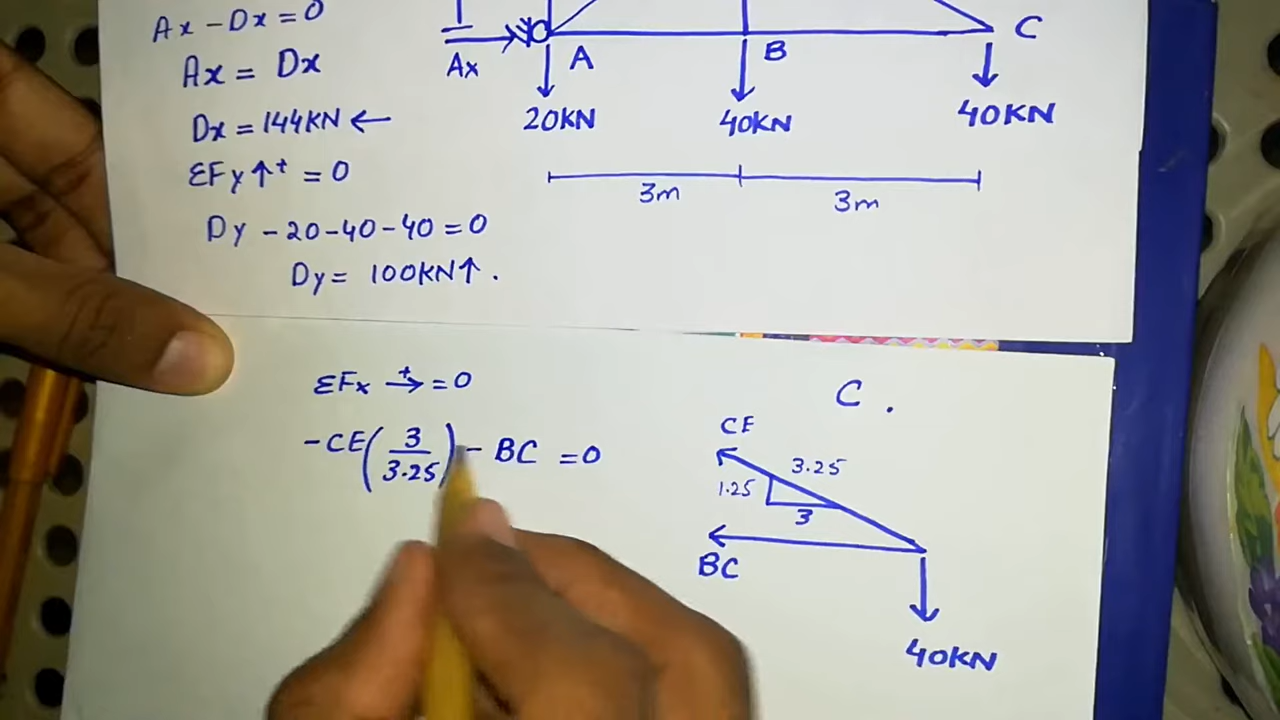 Ax - Dx = 0
Ax = Dx
Dx = 144KN ←
ΣFy ↑+ = 0
Dy - 20 - 40 - 40 = 0
Dy = 100KN ↑ .
Ax
A
B
C
20KN
40KN
40KN
3m
3m
ΣFx →+ = 0
-CE(3/3.25) - BC = 0
C .
CE
3.25
1.25
3
BC
40KN